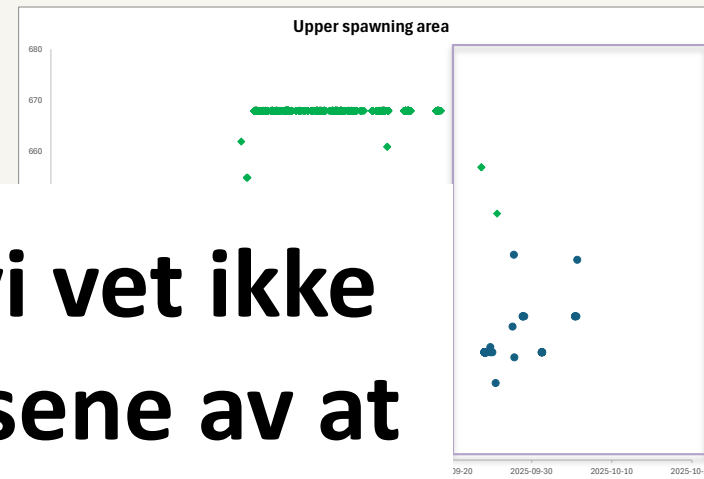 Upper spawning area
680
670
660
vi vet ikke
sene av at
09-20 2025-09-30 2025-10-10 2025-10-